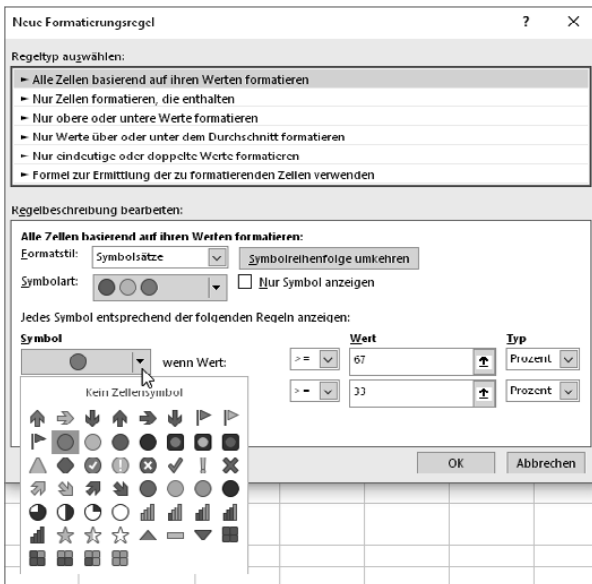 Neue Formatierungsregel ? ×
Regeltyp auswählen:
► Alle Zellen basierend auf ihren Werten formatieren
► Nur Zellen formatieren, die enthalten
► Nur obere oder untere Werte formatieren
► Nur Werte über oder unter dem Durchschnitt formatieren
► Nur eindeutige oder doppelte Werte formatieren
► Formel zur Ermittlung der zu formatierenden Zellen verwenden
Regelbeschreibung bearbeiten:
Alle Zellen basierend auf ihren Werten formatieren:
Formatstil: Symbolsätze Symbolreihenfolge umkehren
Symbolart: Nur Symbol anzeigen
Jedes Symbol entsprechend der folgenden Regeln anzeigen:
Symbol Wert Typ
wenn Wert: >= 67 Prozent
>= 33 Prozent
Kein Zellensymbol
OK Abbrechen